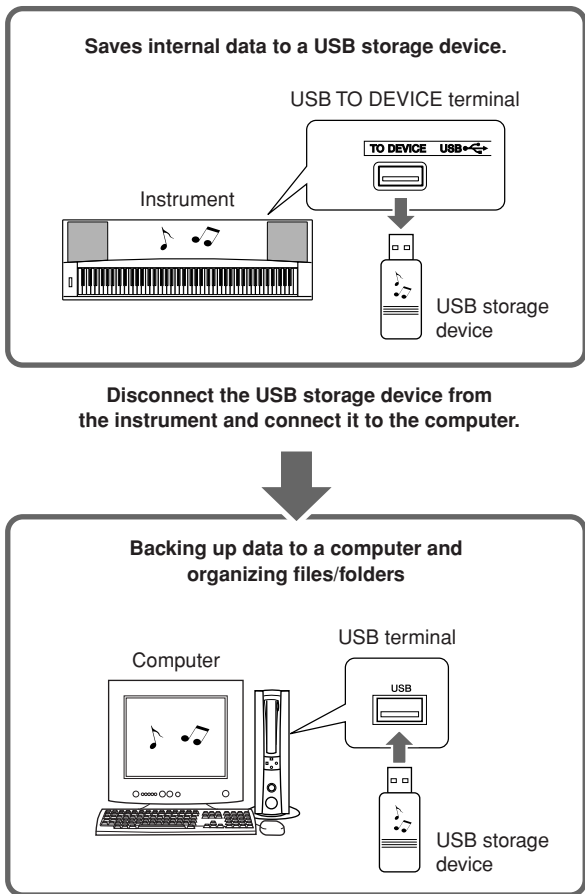 Saves internal data to a USB storage device.
USB TO DEVICE terminal
TO DEVICE USB
Instrument
USB storage
device
Disconnect the USB storage device from
the instrument and connect it to the computer.
Backing up data to a computer and
organizing files/folders
USB terminal
Computer
USB
USB storage
device